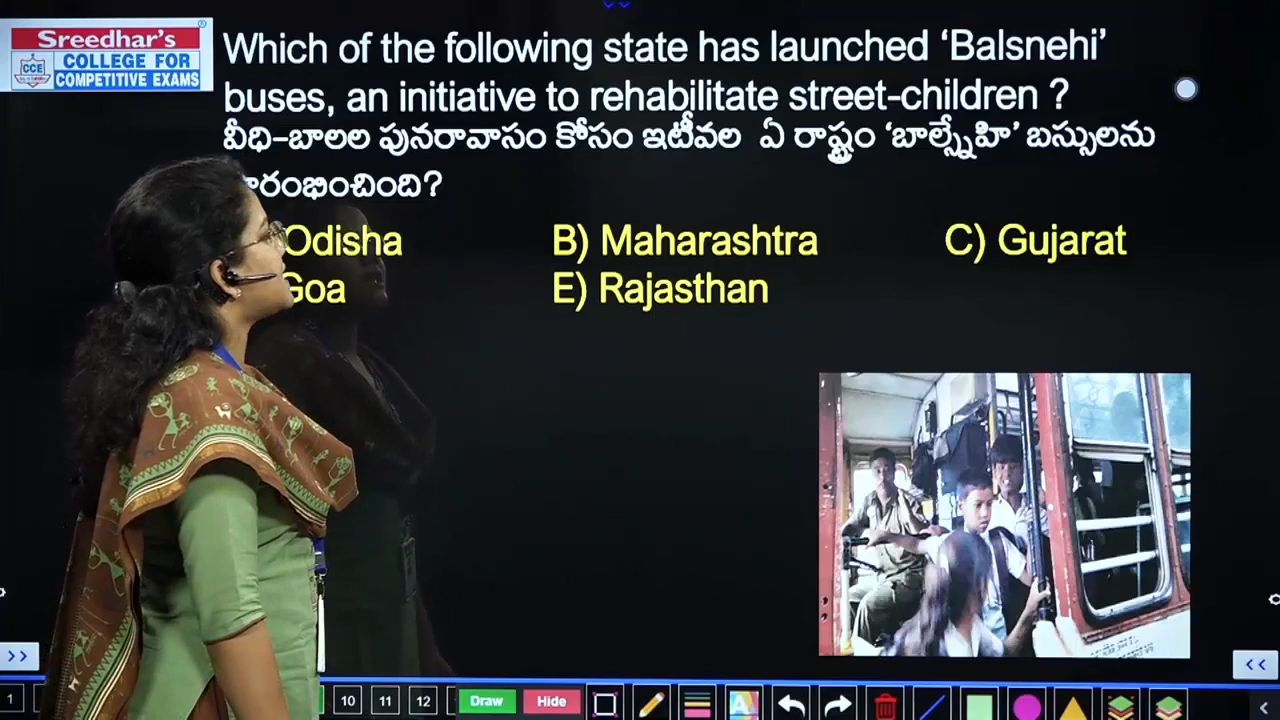 Sreedhar's
CCE
COLLEGE FOR
COMPETITIVE EXAMS
Which of the following state has launched ‘Balsnehi’
buses, an initiative to rehabilitate street-children ?
వీధి-బాలల పునరావాసం కోసం ఇటీవల ఏ రాష్ట్రం ‘బాల్స్నేహి’ బస్సులను
Odisha
B) Maharashtra
C) Gujarat
Goa
E) Rajasthan
>>
<<
1
10
11
12
Draw
Hide
A
<